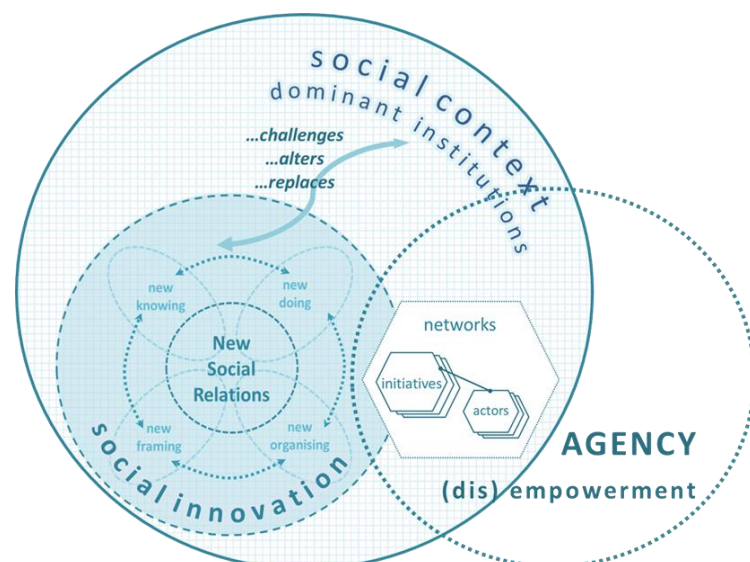 social context
dominant institutions
...challenges
...alters
...replaces
new
knowing
new
doing
New
Social
Relations
new
framing
new
organising
social innovation
networks
initiatives
actors
AGENCY
(dis) empowerment